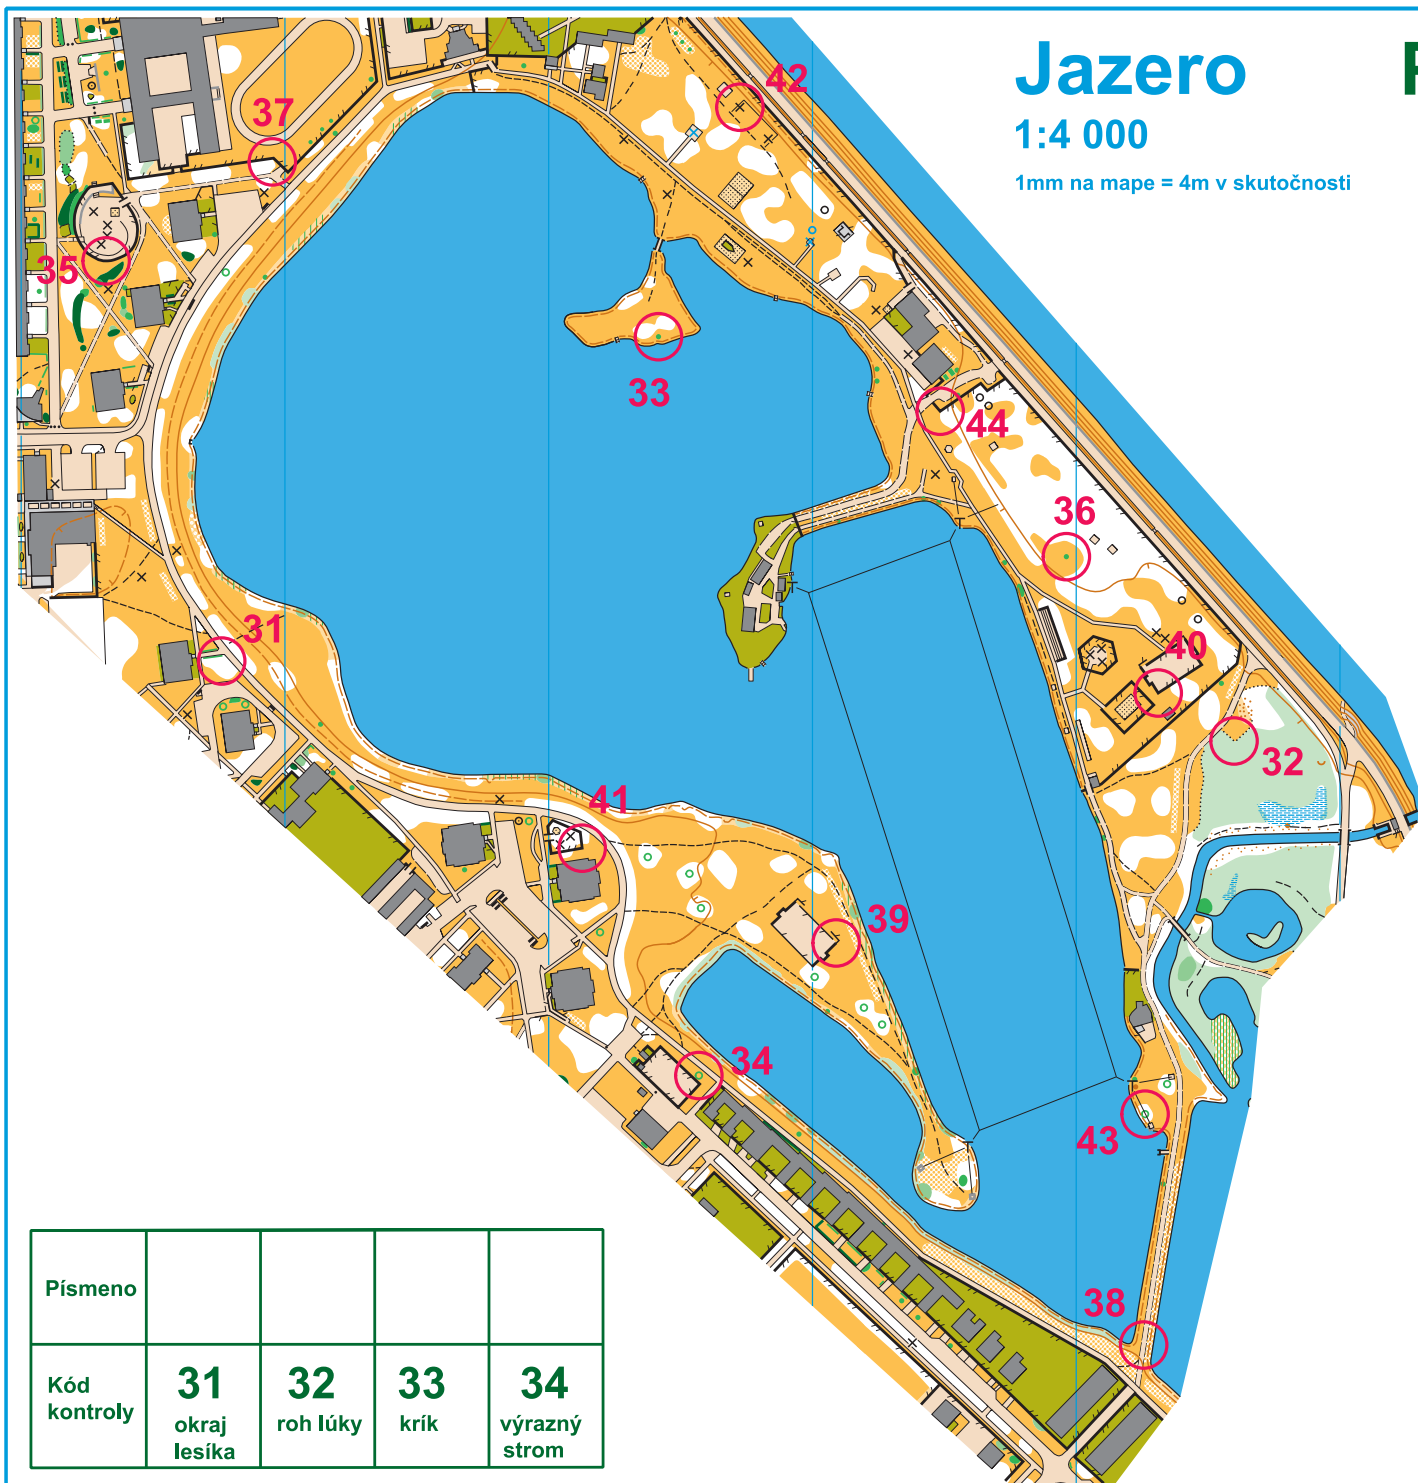 Jazero
1:4 000
1mm na mape = 4m v skutočnosti
42
37
35
33
44
36
31
40
32
41
39
34
43
38
Písmeno
Kód kontroly
31 okraj lesíka
32 roh lúky
33 krík
34 výrazný strom